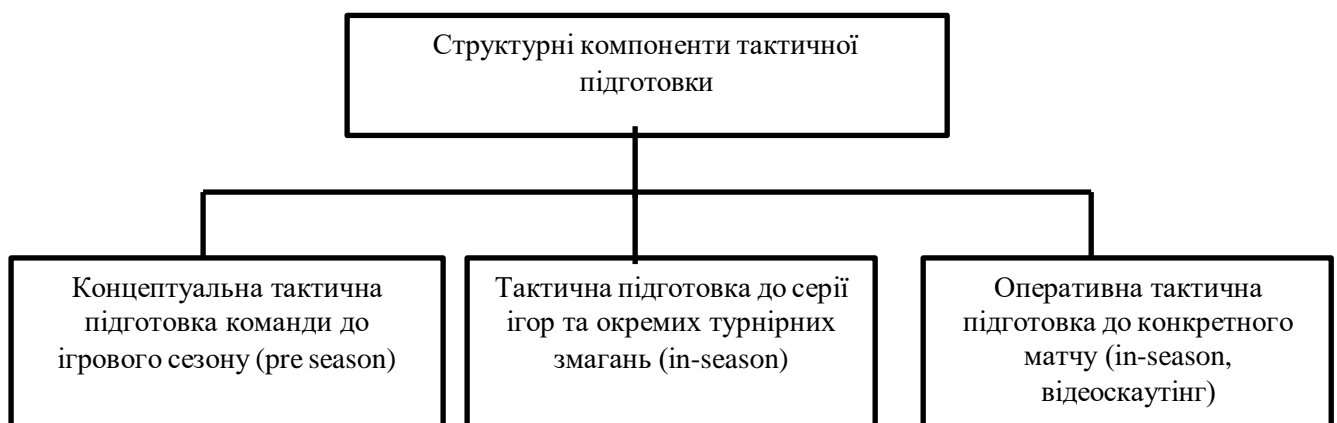 Структурні компоненти тактичної
підготовки
Концептуальна тактична
підготовка команди до
ігрового сезону (pre season)
Тактична підготовка до серії
ігор та окремих турнірних
змагань (in-season)
Оперативна тактична
підготовка до конкретного
матчу (in-season,
відеоскаутінг)